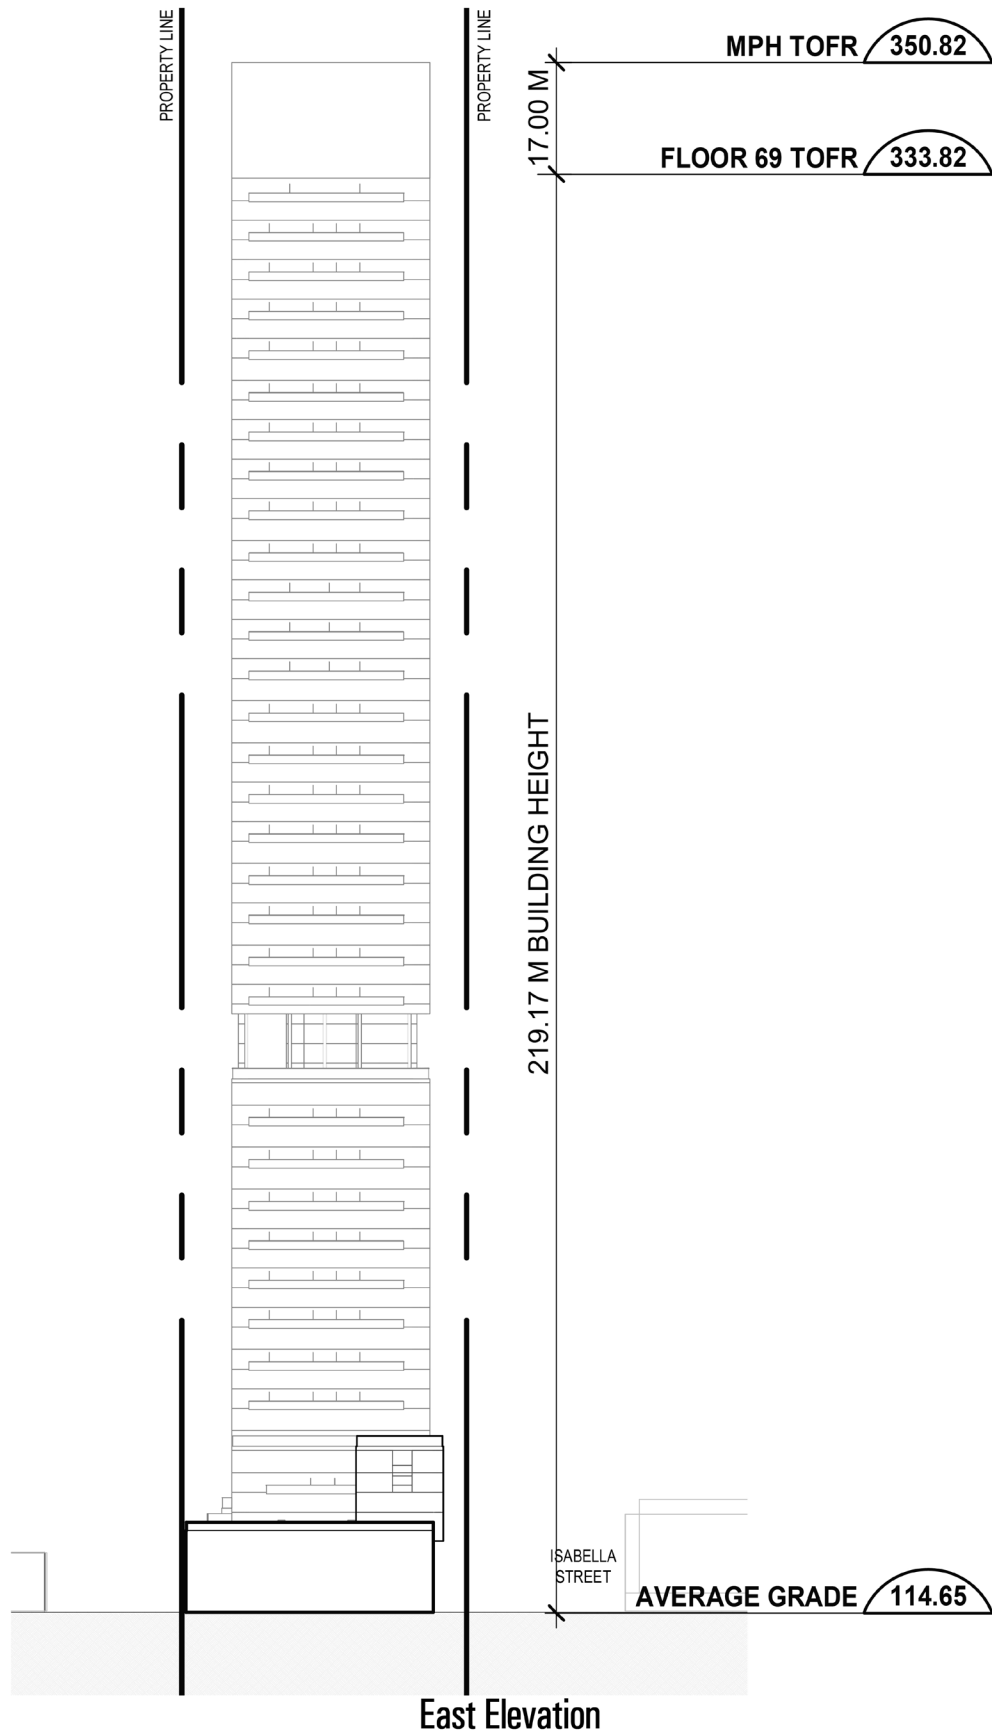 PROPERTY LINE
PROPERTY LINE
MPH TOFR 350.82
17.00 M
FLOOR 69 TOFR 333.82
219.17 M BUILDING HEIGHT
ISABELLA
STREET
AVERAGE GRADE 114.65
East Elevation